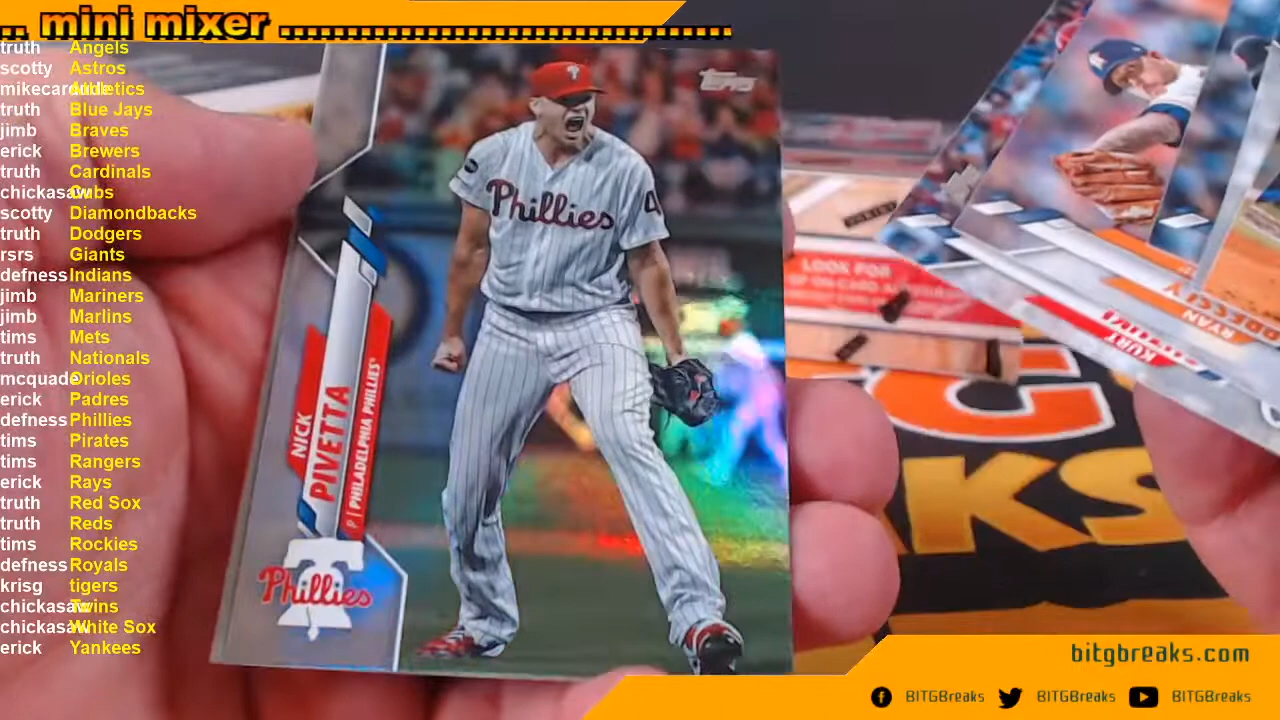 .. mini mixer ...................................................
truth Angels
scotty Astros
mikecardude Athletics
truth Blue Jays
jimb Braves
erick Brewers
truth Cardinals
chickasaw Cubs
scotty Diamondbacks
truth Dodgers
rsrs Giants
defness Indians
jimb Mariners
jimb Marlins
tims Mets
truth Nationals
mcquade Orioles
erick Padres
defness Phillies
tims Pirates
tims Rangers
erick Rays
truth Red Sox
truth Reds
tims Rockies
defness Royals
krisg tigers
chickasaw Twins
chickasaw White Sox
erick Yankees
Topps
Phillies 4
NICK
PIVETTA
P | PHILADELPHIA PHILLIES®
Phillies
LOOK FOR
KURT
RYAN
AKS
bitgbreaks.com
BITGBreaks BITGBreaks BITGBreaks